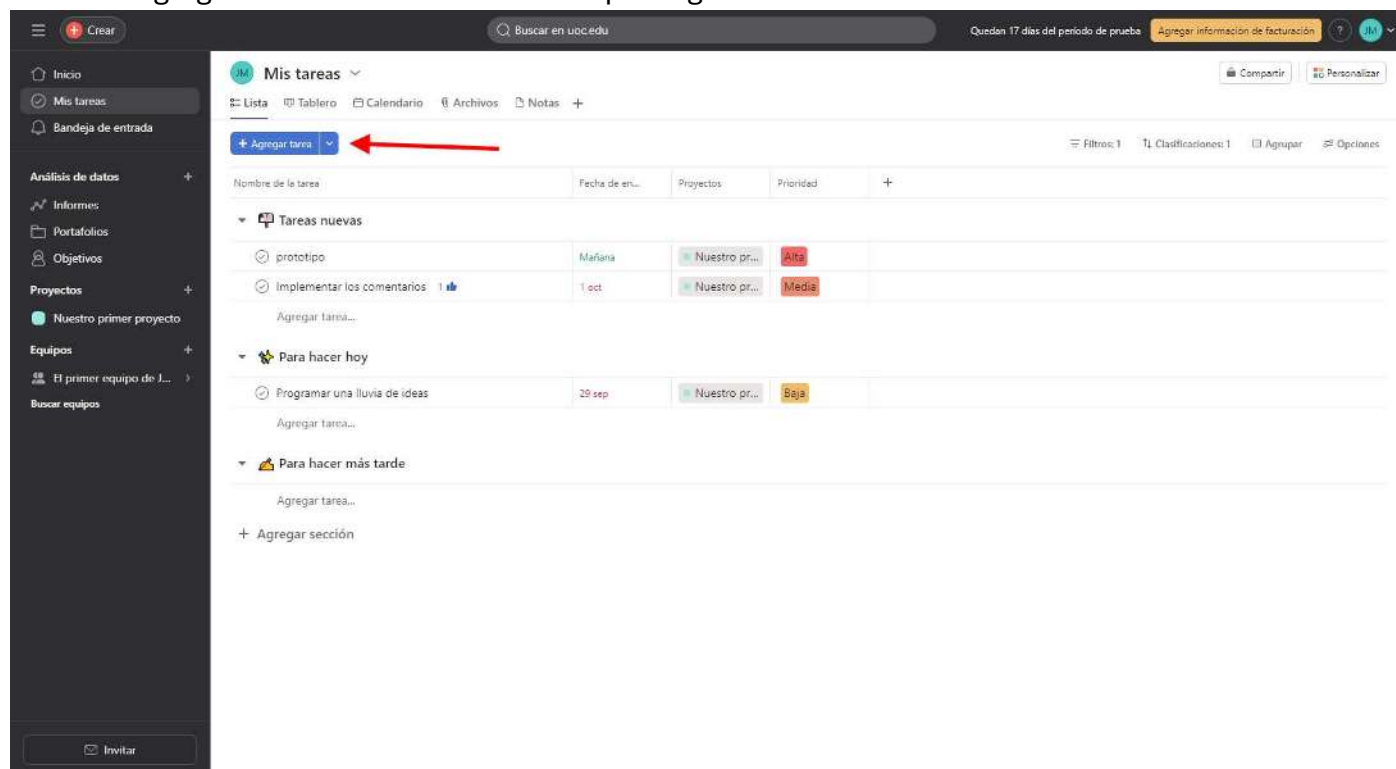 Crear
Buscar en uoc.edu
Quedan 17 días del período de prueba
Agregar información de facturación
?
JM
Inicio
Mis tareas
Bandeja de entrada
Análisis de datos +
Informes
Portafolios
Objetivos
Proyectos +
Nuestro primer proyecto
Equipos +
El primer equipo de J...
Buscar equipos
Invitar
JM Mis tareas
Compartir
Personalizar
Lista Tablero Calendario Archivos Notas +
+ Agregar tarea
Filtros: 1 Clasificaciones: 1 Agrupar Opciones
Nombre de la tarea Fecha de en... Proyectos Prioridad +
Tareas nuevas
prototipo Mañana Nuestro pr... Alta
Implementar los comentarios 1 1 oct Nuestro pr... Media
Agregar tarea...
Para hacer hoy
Programar una lluvia de ideas 29 sep Nuestro pr... Baja
Agregar tarea...
Para hacer más tarde
Agregar tarea...
+ Agregar sección